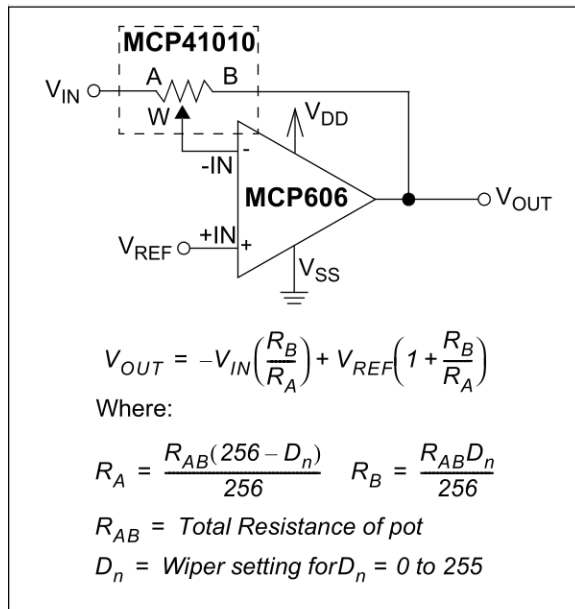 MCP41010
A B
V_IN
W
V_DD
-IN -
MCP606
V_OUT
V_REF +IN +
V_SS
V_OUT = -V_IN(R_B/R_A) + V_REF(1 + R_B/R_A)
Where:
R_A = R_AB(256 – D_n)/256 R_B = R_AB D_n/256
R_AB = Total Resistance of pot
D_n = Wiper setting forD_n = 0 to 255